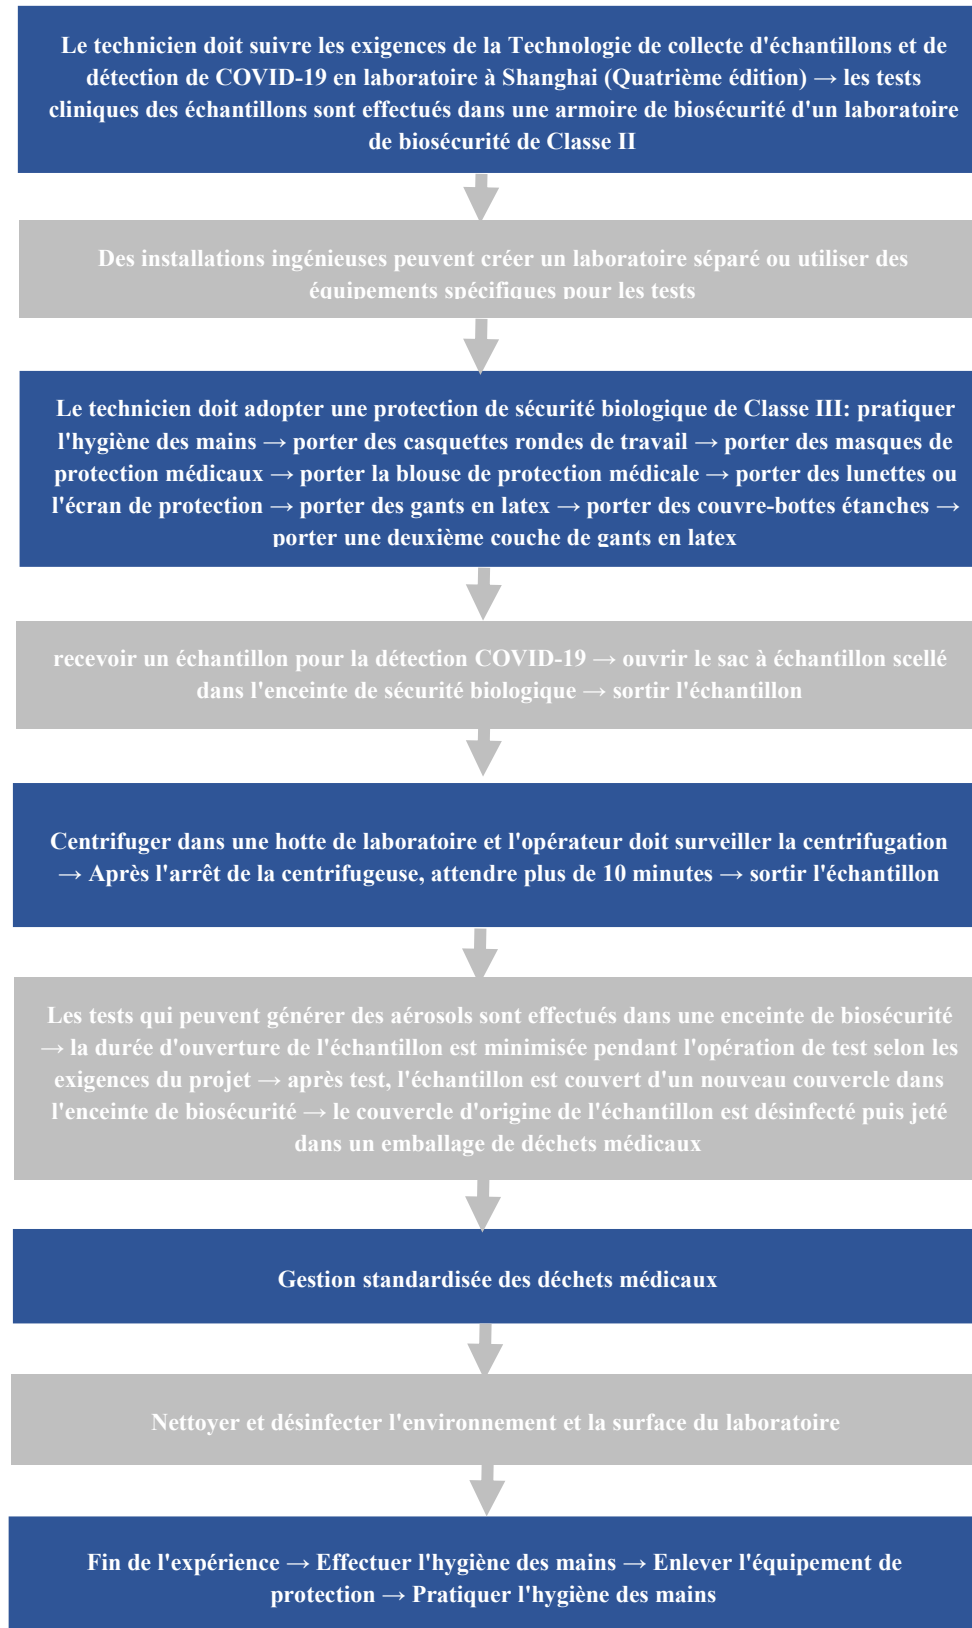 Le technicien doit suivre les exigences de la Technologie de collecte d'échantillons et de
détection de COVID-19 en laboratoire à Shanghai (Quatrième édition) → les tests
cliniques des échantillons sont effectués dans une armoire de biosécurité d'un laboratoire
de biosécurité de Classe II
Des installations ingénieuses peuvent créer un laboratoire séparé ou utiliser des
équipements spécifiques pour les tests
Le technicien doit adopter une protection de sécurité biologique de Classe III: pratiquer
l'hygiène des mains → porter des casquettes rondes de travail → porter des masques de
protection médicaux → porter la blouse de protection médicale → porter des lunettes ou
l'écran de protection → porter des gants en latex → porter des couvre-bottes étanches →
porter une deuxième couche de gants en latex
recevoir un échantillon pour la détection COVID-19 → ouvrir le sac à échantillon scellé
dans l'enceinte de sécurité biologique → sortir l'échantillon
Centrifuger dans une hotte de laboratoire et l'opérateur doit surveiller la centrifugation
→ Après l'arrêt de la centrifugeuse, attendre plus de 10 minutes → sortir l'échantillon
Les tests qui peuvent générer des aérosols sont effectués dans une enceinte de biosécurité
→ la durée d'ouverture de l'échantillon est minimisée pendant l'opération de test selon les
exigences du projet → après test, l'échantillon est couvert d'un nouveau couvercle dans
l'enceinte de biosécurité → le couvercle d'origine de l'échantillon est désinfecté puis jeté
dans un emballage de déchets médicaux
Gestion standardisée des déchets médicaux
Nettoyer et désinfecter l'environnement et la surface du laboratoire
Fin de l'expérience → Effectuer l'hygiène des mains → Enlever l'équipement de
protection → Pratiquer l'hygiène des mains